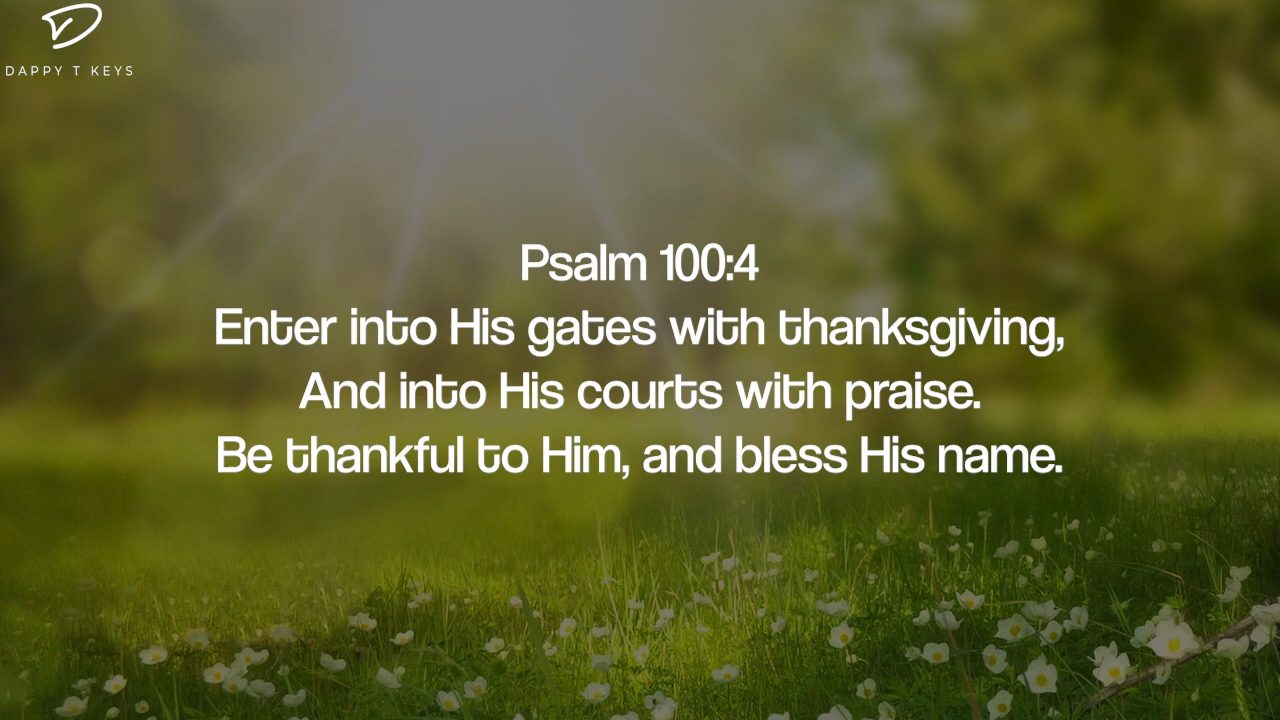 DAPPY T KEYS
Psalm 100:4
Enter into His gates with thanksgiving,
And into His courts with praise.
Be thankful to Him, and bless His name.